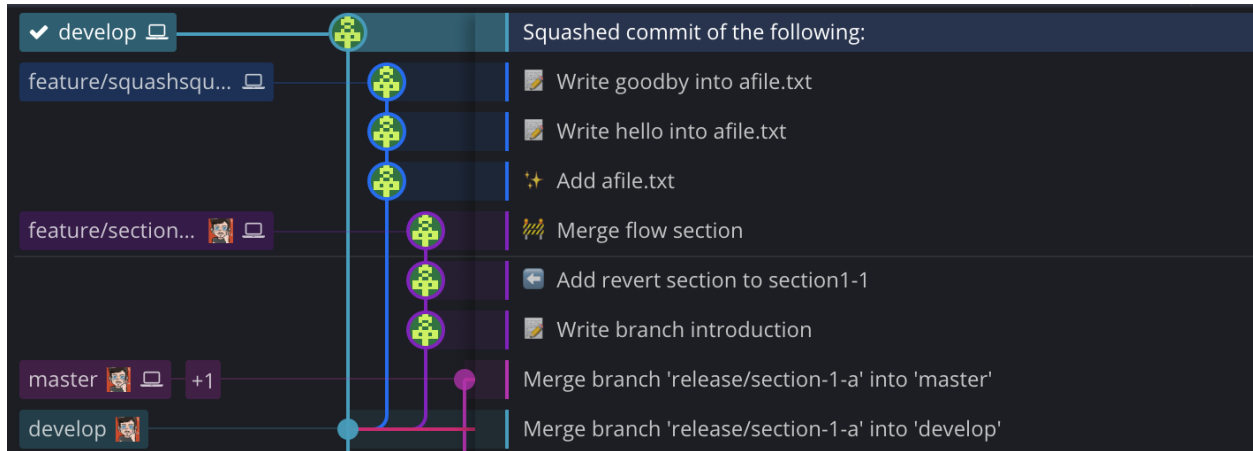 develop
Squashed commit of the following:
feature/squashsqu...
Write goodby into afile.txt
Write hello into afile.txt
Add afile.txt
feature/section...
Merge flow section
Add revert section to section1-1
Write branch introduction
master +1
Merge branch 'release/section-1-a' into 'master'
develop
Merge branch 'release/section-1-a' into 'develop'